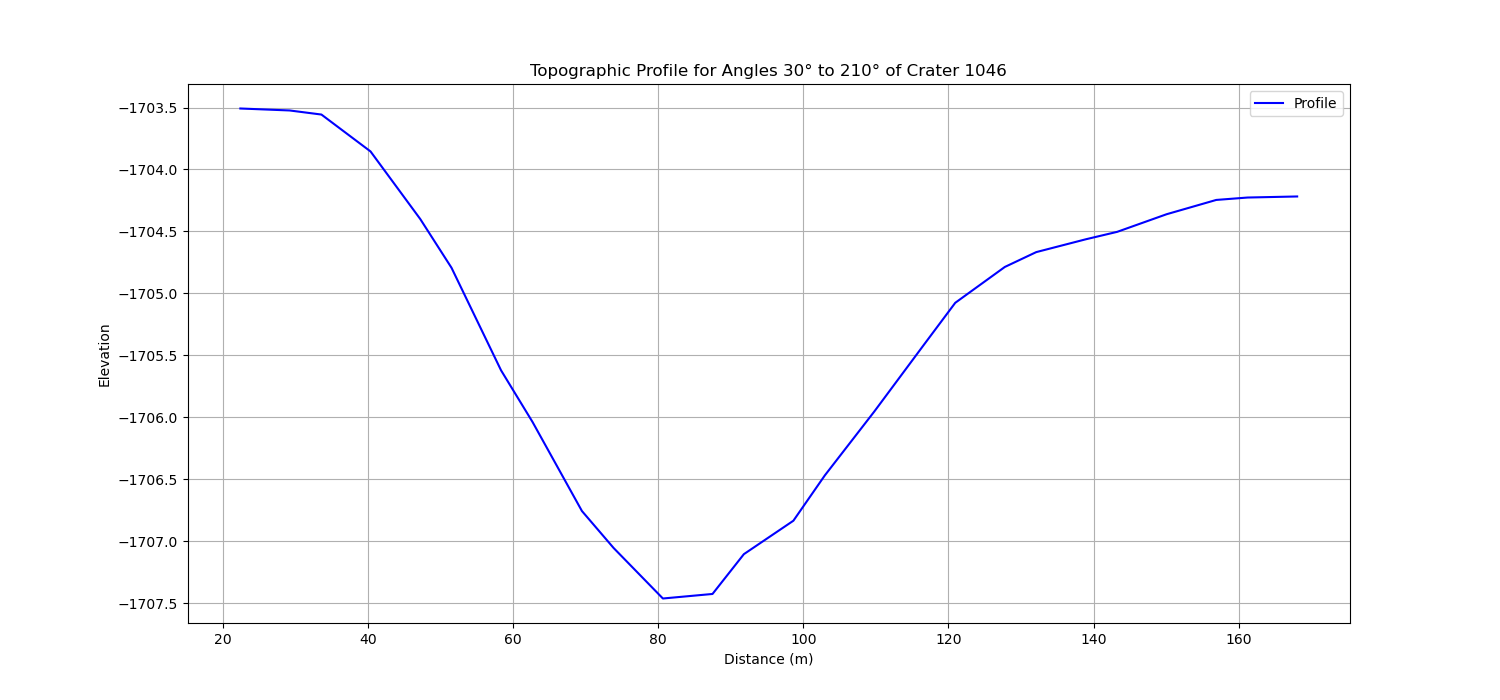 Topographic Profile for Angles 30° to 210° of Crater 1046
Profile
Elevation
−1703.5
−1704.0
−1704.5
−1705.0
−1705.5
−1706.0
−1706.5
−1707.0
−1707.5
20 40 60 80 100 120 140 160
Distance (m)